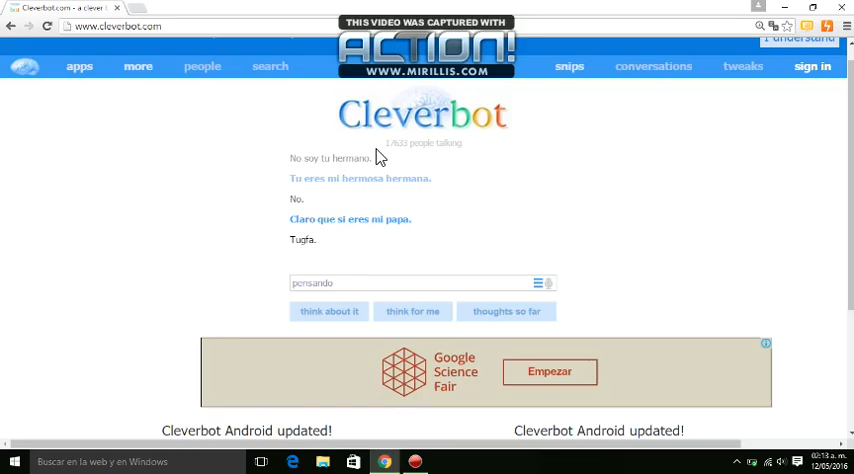 Cleverbot.com - a clever b
THIS VIDEO WAS CAPTURED WITH
ACTION!
WWW.MIRILLIS.COM
www.cleverbot.com
I understand
apps more people search snips conversations tweaks sign in
Cleverbot
17633 people talking
No soy tu hermano.
Tu eres mi hermosa hermana.
No.
Claro que si eres mi papa.
Tugfa.
pensando
think about it think for me thoughts so far
Google
Science
Fair
Empezar
Cleverbot Android updated! Cleverbot Android updated!
Buscar en la web y en Windows
02:13 a. m.
12/05/2016